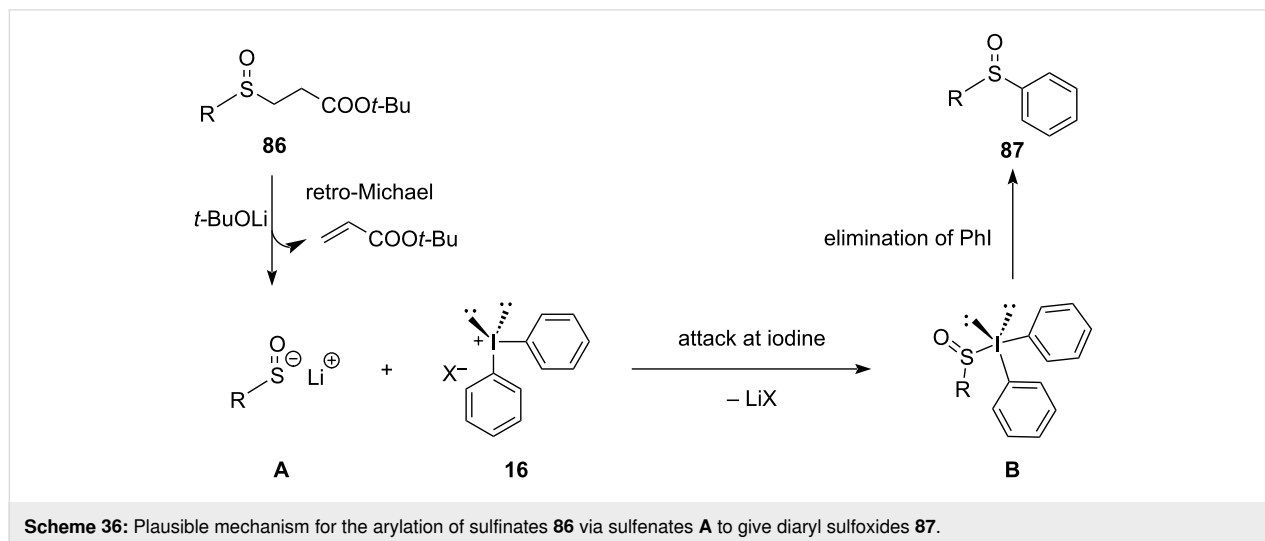 O
S
R
COOt-Bu
86
t-BuOLi
retro-Michael
COOt-Bu
O
S ⊖ Li ⊕
R
A
+
I +
X–
16
attack at iodine
– LiX
O
S
I
R
B
elimination of PhI
O
S
R
87
Scheme 36: Plausible mechanism for the arylation of sulfinates 86 via sulfenates A to give diaryl sulfoxides 87.